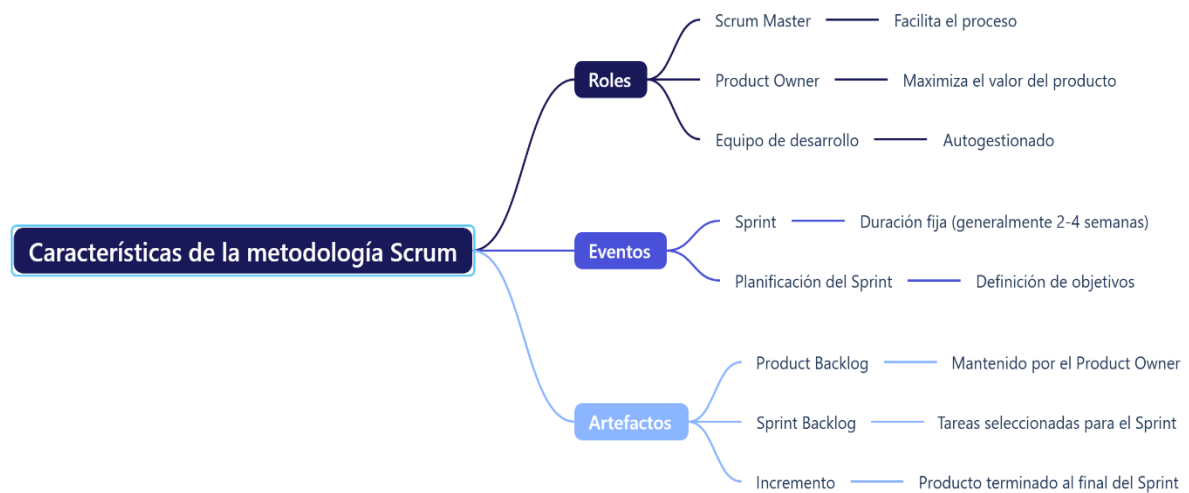 Características de la metodología Scrum
Roles
Scrum Master
Facilita el proceso
Product Owner
Maximiza el valor del producto
Equipo de desarrollo
Autogestionado
Eventos
Sprint
Duración fija (generalmente 2-4 semanas)
Planificación del Sprint
Definición de objetivos
Artefactos
Product Backlog
Mantenido por el Product Owner
Sprint Backlog
Tareas seleccionadas para el Sprint
Incremento
Producto terminado al final del Sprint